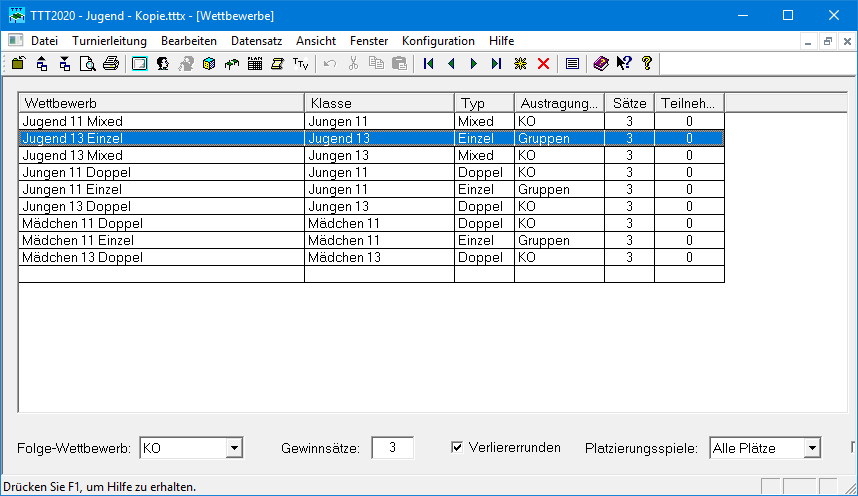 TTT2020 - Jugend - Kopie.tttx - [Wettbewerbe]
Datei Turnierleitung Bearbeiten Datensatz Ansicht Fenster Konfiguration Hilfe
Wettbewerb Klasse Typ Austragung... Sätze Teilneh...
Jugend 11 Mixed Jungen 11 Mixed KO 3 0
Jugend 13 Einzel Jugend 13 Einzel Gruppen 3 0
Jugend 13 Mixed Jungen 13 Mixed KO 3 0
Jungen 11 Doppel Jungen 11 Doppel KO 3 0
Jungen 11 Einzel Jungen 11 Einzel Gruppen 3 0
Jungen 13 Doppel Jungen 13 Doppel KO 3 0
Mädchen 11 Doppel Mädchen 11 Doppel KO 3 0
Mädchen 11 Einzel Mädchen 11 Einzel Gruppen 3 0
Mädchen 13 Doppel Mädchen 13 Doppel KO 3 0
Folge-Wettbewerb: KO Gewinnsätze: 3 Verliererrunden Platzierungsspiele: Alle Plätze
Drücken Sie F1, um Hilfe zu erhalten.